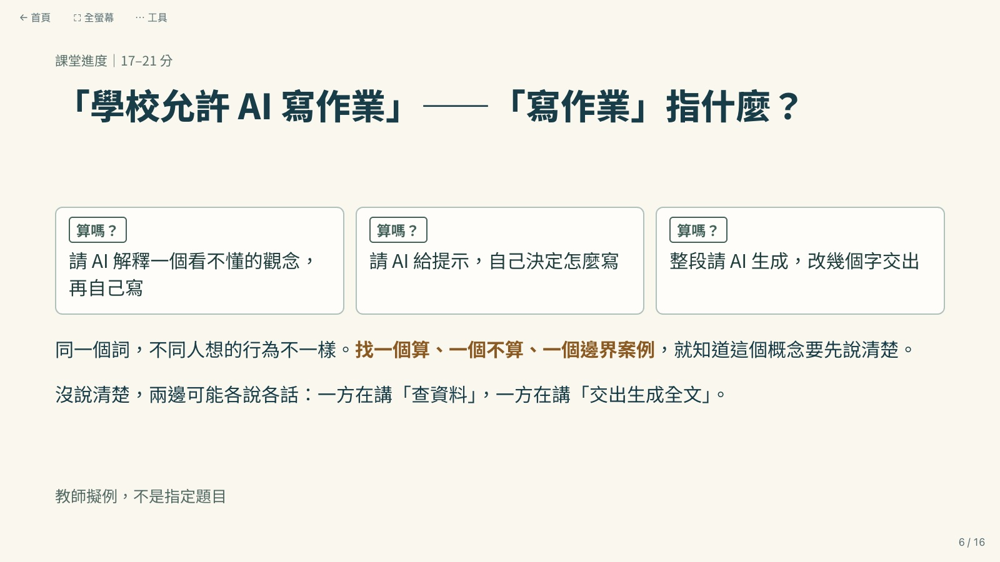 ← 首頁 ⛶ 全螢幕 ⋯ 工具
課堂進度｜17–21 分
「學校允許 AI 寫作業」——「寫作業」指什麼？
算嗎？
請 AI 解釋一個看不懂的觀念，
再自己寫
算嗎？
請 AI 給提示，自己決定怎麼寫
算嗎？
整段請 AI 生成，改幾個字交出
同一個詞，不同人想的行為不一樣。找一個算、一個不算、一個邊界案例，就知道這個概念要先說清楚。
沒說清楚，兩邊可能各說各話：一方在講「查資料」，一方在講「交出生成全文」。
教師擬例，不是指定題目
6 / 16